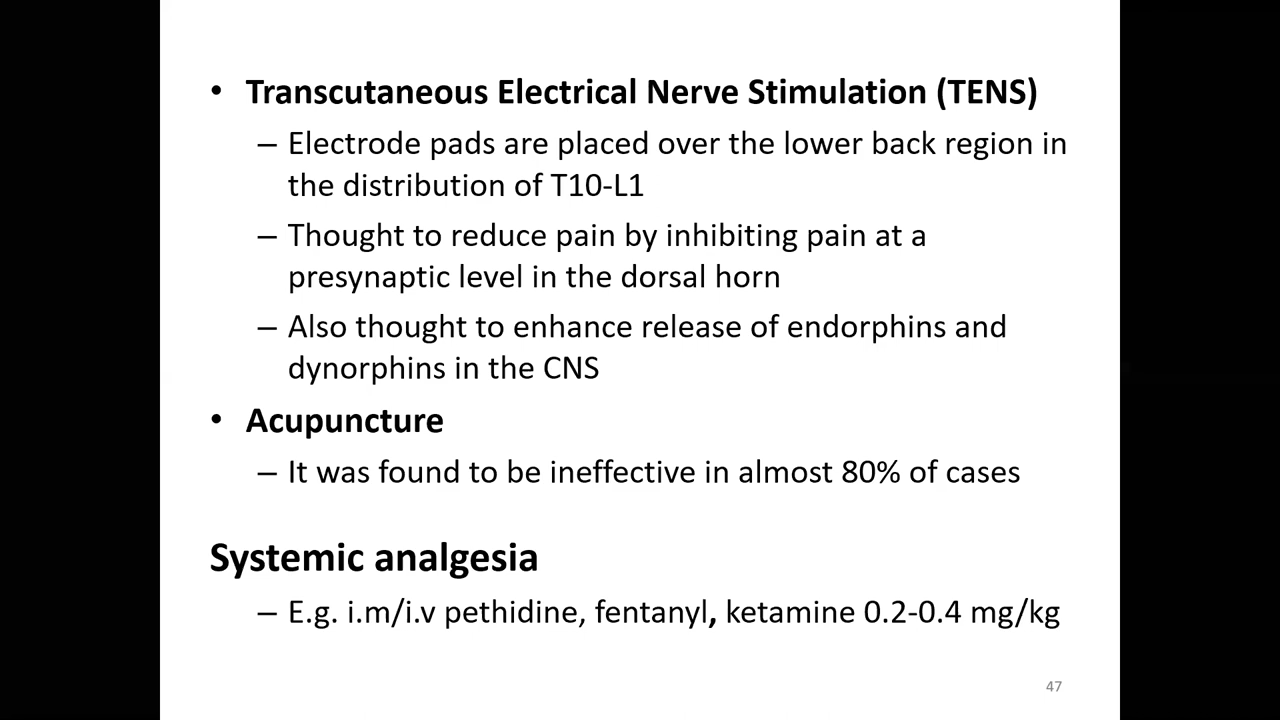 • Transcutaneous Electrical Nerve Stimulation (TENS)
– Electrode pads are placed over the lower back region in
the distribution of T10-L1
– Thought to reduce pain by inhibiting pain at a
presynaptic level in the dorsal horn
– Also thought to enhance release of endorphins and
dynorphins in the CNS
• Acupuncture
– It was found to be ineffective in almost 80% of cases
Systemic analgesia
– E.g. i.m/i.v pethidine, fentanyl, ketamine 0.2-0.4 mg/kg
47